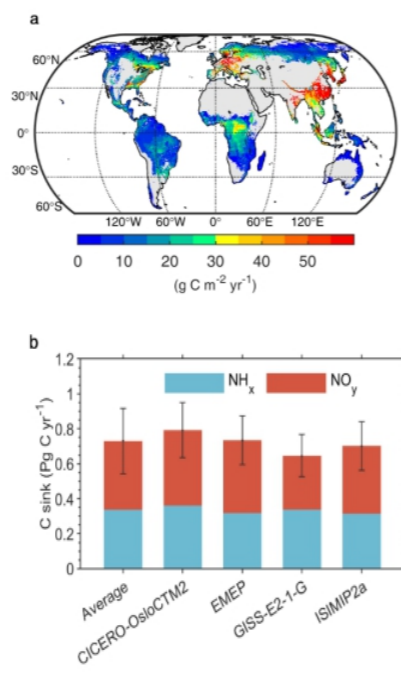 a
60°N
30°N
0°
30°S
60°S
120°W 60°W 0° 60°E 120°E
0 10 20 30 40 50
(g C m⁻² yr⁻¹)
b
NHₓ NOᵧ
C sink (Pg C yr⁻¹)
1.2
1
0.8
0.6
0.4
0.2
0
Average CICERO-OsloCTM2 EMEP GISS-E2-1-G ISIMIP2a